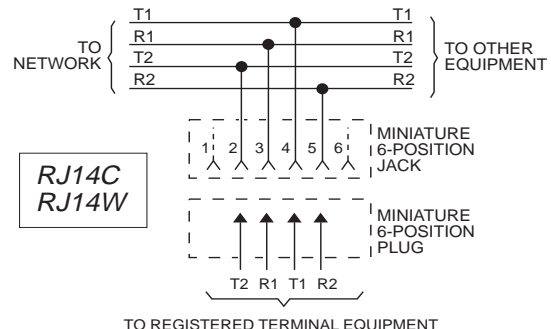 T1 T1
R1 R1
T2 T2
R2 R2
TO
NETWORK
TO OTHER
EQUIPMENT
1 2 3 4 5 6
MINIATURE
6-POSITION
JACK
RJ14C
RJ14W
MINIATURE
6-POSITION
PLUG
T2 R1 T1 R2
TO REGISTERED TERMINAL EQUIPMENT